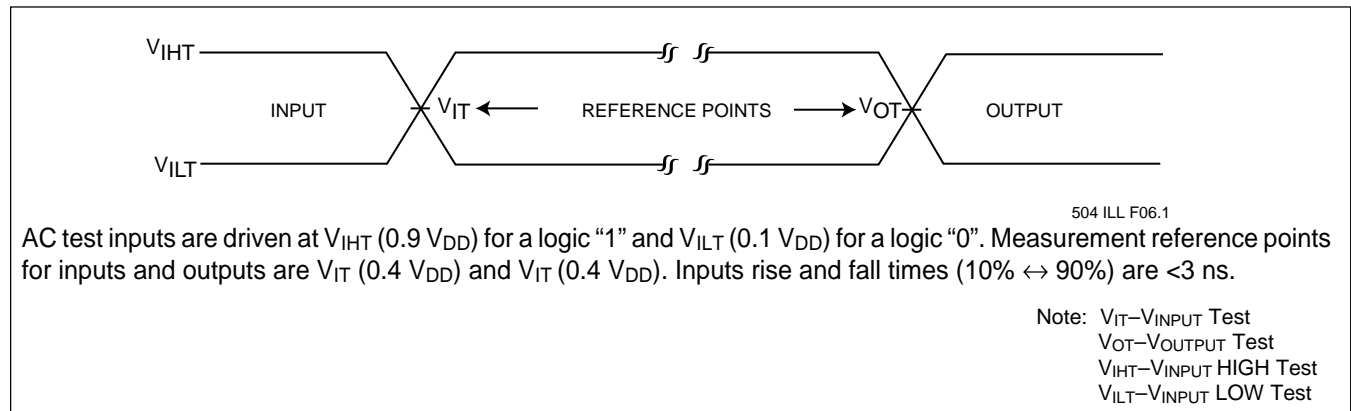 VIHT
INPUT VIT REFERENCE POINTS VOT OUTPUT
VILT
504 ILL F06.1
AC test inputs are driven at VIHT (0.9 VDD) for a logic “1” and VILT (0.1 VDD) for a logic “0”. Measurement reference points
for inputs and outputs are VIT (0.4 VDD) and VIT (0.4 VDD). Inputs rise and fall times (10% ↔ 90%) are <3 ns.
Note: VIT–VINPUT Test
VOT–VOUTPUT Test
VIHT–VINPUT HIGH Test
VILT–VINPUT LOW Test